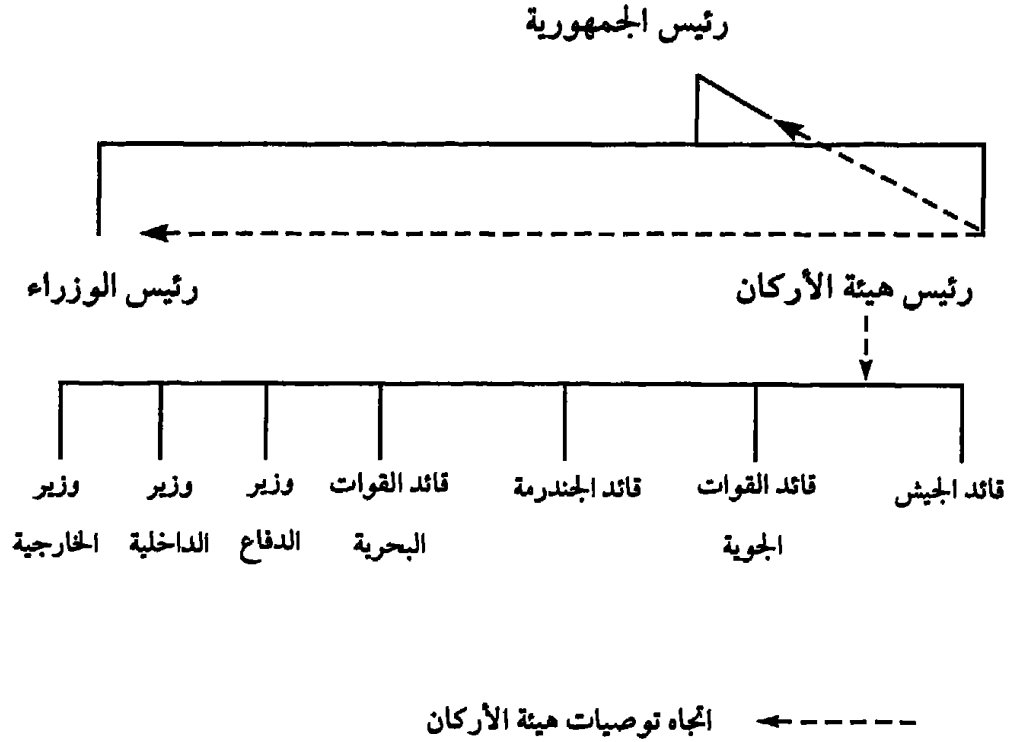 رئيس الجمهورية
رئيس هيئة الأركان
رئيس الوزراء
قائد الجيش
قائد القوات
الجوية
قائد الجندرمة
قائد القوات
البحرية
وزير
الدفاع
وزير
الداخلية
وزير
الخارجية
اتجاه توصيات هيئة الأركان